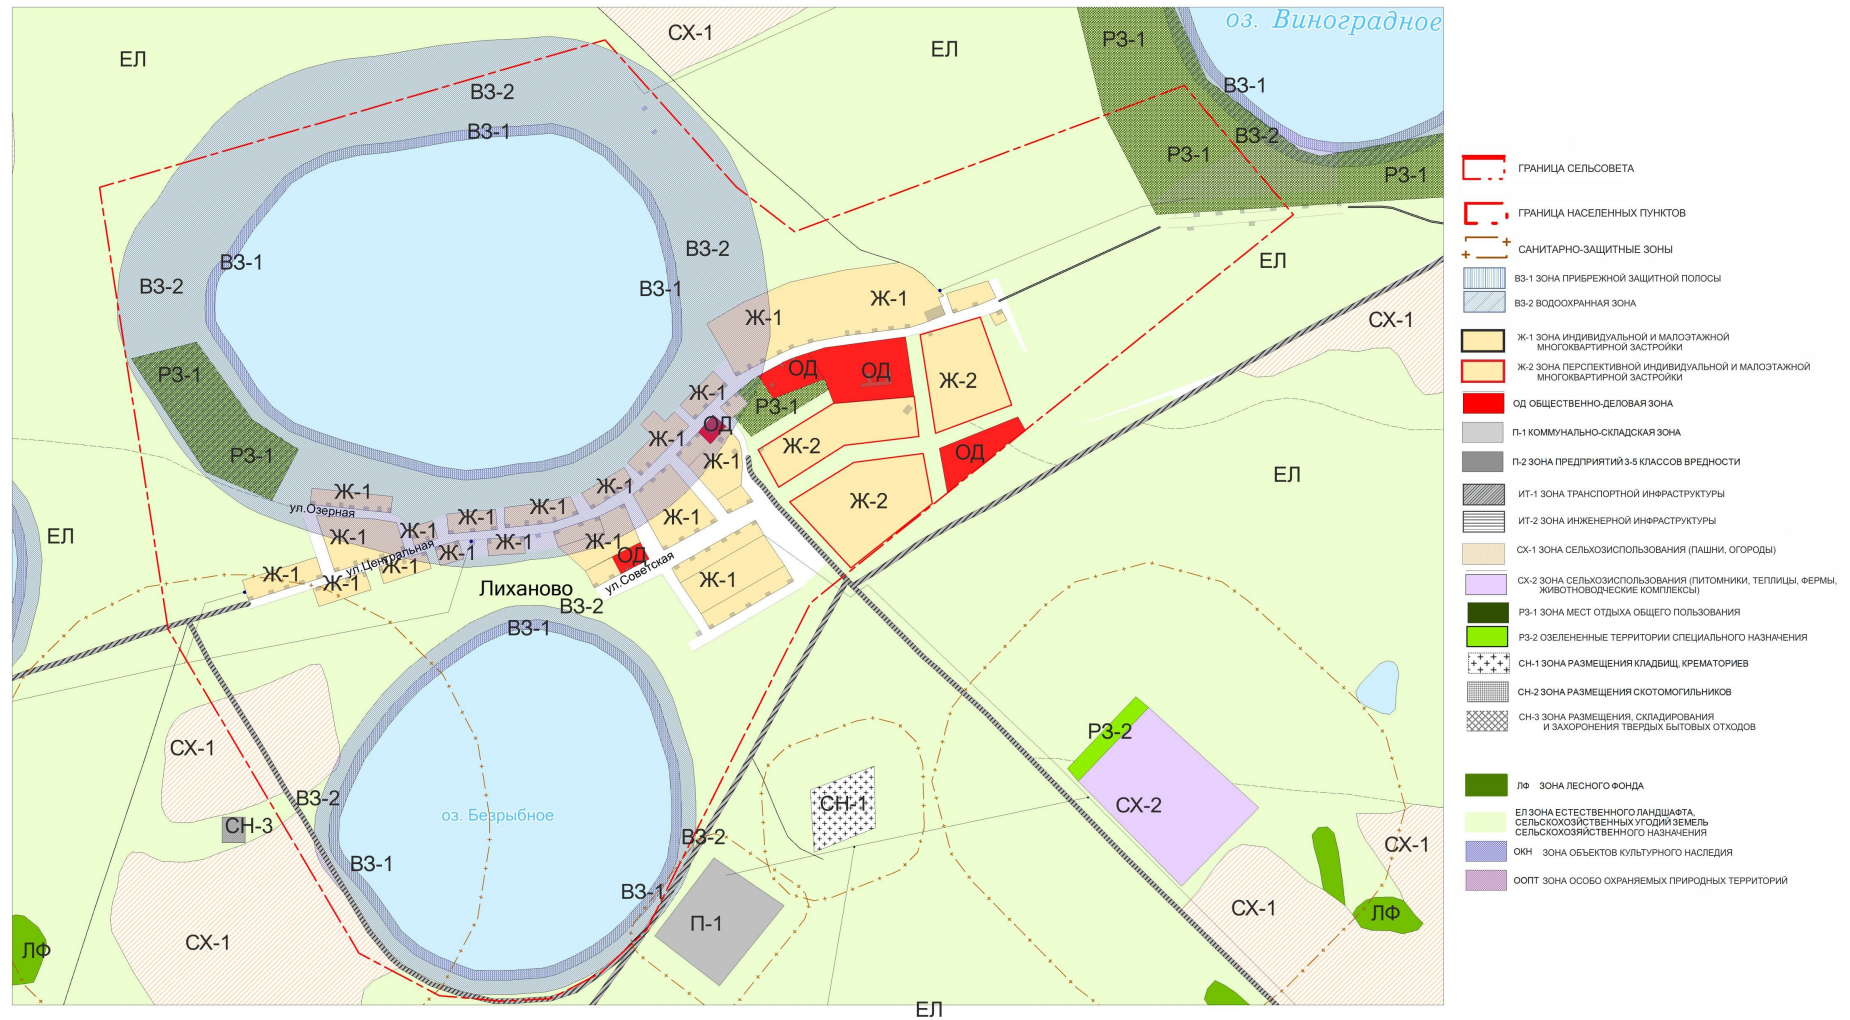 оз. Виноградное
СХ-1
ЕЛ
ЕЛ
РЗ-1
ВЗ-2
ВЗ-1
ВЗ-1
ВЗ-2
РЗ-1
РЗ-1
ВЗ-2
ВЗ-1
ЕЛ
ВЗ-2
ВЗ-1
Ж-1
Ж-1
СХ-1
РЗ-1
ОД
ОД
Ж-2
Ж-1
РЗ-1
ОД
Ж-1
Ж-2
РЗ-1
ОД
Ж-1
ЕЛ
Ж-1
Ж-1
Ж-2
ул.Озерная
Ж-1
Ж-1
Ж-1
Ж-1
ЕЛ
Ж-1
Ж-1
Ж-1
Ж-1
Ж-1
ОД
ул.Центральная
Ж-1
Ж-1
Ж-1
ул.Советская
Ж-1
Лиханово
ВЗ-2
ВЗ-1
РЗ-2
СХ-1
ВЗ-2
СН-1
СХ-2
оз. Безрыбное
СН-3
ВЗ-2
СХ-1
ВЗ-1
ВЗ-1
СХ-1
ЛФ
П-1
СХ-1
ЛФ
ЕЛ
ГРАНИЦА СЕЛЬСОВЕТА
ГРАНИЦА НАСЕЛЕННЫХ ПУНКТОВ
САНИТАРНО-ЗАЩИТНЫЕ ЗОНЫ
ВЗ-1 ЗОНА ПРИБРЕЖНОЙ ЗАЩИТНОЙ ПОЛОСЫ
ВЗ-2 ВОДООХРАННАЯ ЗОНА
Ж-1 ЗОНА ИНДИВИДУАЛЬНОЙ И МАЛОЭТАЖНОЙ
МНОГОКВАРТИРНОЙ ЗАСТРОЙКИ
Ж-2 ЗОНА ПЕРСПЕКТИВНОЙ ИНДИВИДУАЛЬНОЙ И МАЛОЭТАЖНОЙ
МНОГОКВАРТИРНОЙ ЗАСТРОЙКИ
ОД ОБЩЕСТВЕННО-ДЕЛОВАЯ ЗОНА
П-1 КОММУНАЛЬНО-СКЛАДСКАЯ ЗОНА
П-2 ЗОНА ПРЕДПРИЯТИЙ 3-5 КЛАССОВ ВРЕДНОСТИ
ИТ-1 ЗОНА ТРАНСПОРТНОЙ ИНФРАСТРУКТУРЫ
ИТ-2 ЗОНА ИНЖЕНЕРНОЙ ИНФРАСТРУКТУРЫ
СХ-1 ЗОНА СЕЛЬХОЗИСПОЛЬЗОВАНИЯ (ПАШНИ, ОГОРОДЫ)
СХ-2 ЗОНА СЕЛЬХОЗИСПОЛЬЗОВАНИЯ (ПИТОМНИКИ, ТЕПЛИЦЫ, ФЕРМЫ,
ЖИВОТНОВОДЧЕСКИЕ КОМПЛЕКСЫ)
РЗ-1 ЗОНА МЕСТ ОТДЫХА ОБЩЕГО ПОЛЬЗОВАНИЯ
РЗ-2 ОЗЕЛЕНЕННЫЕ ТЕРРИТОРИИ СПЕЦИАЛЬНОГО НАЗНАЧЕНИЯ
СН-1 ЗОНА РАЗМЕЩЕНИЯ КЛАДБИЩ, КРЕМАТОРИЕВ
СН-2 ЗОНА РАЗМЕЩЕНИЯ СКОТОМОГИЛЬНИКОВ
СН-3 ЗОНА РАЗМЕЩЕНИЯ, СКЛАДИРОВАНИЯ
И ЗАХОРОНЕНИЯ ТВЕРДЫХ БЫТОВЫХ ОТХОДОВ
ЛФ ЗОНА ЛЕСНОГО ФОНДА
ЕЛ ЗОНА ЕСТЕСТВЕННОГО ЛАНДШАФТА,
СЕЛЬСКОХОЗЙСТВЕННЫХ УГОДИЙ ЗЕМЕЛЬ
СЕЛЬСКОХОЗЯЙСТВЕННОГО НАЗНАЧЕНИЯ
ОКН ЗОНА ОБЪЕКТОВ КУЛЬТУРНОГО НАСЛЕДИЯ
ООПТ ЗОНА ОСОБО ОХРАНЯЕМЫХ ПРИРОДНЫХ ТЕРРИТОРИЙ